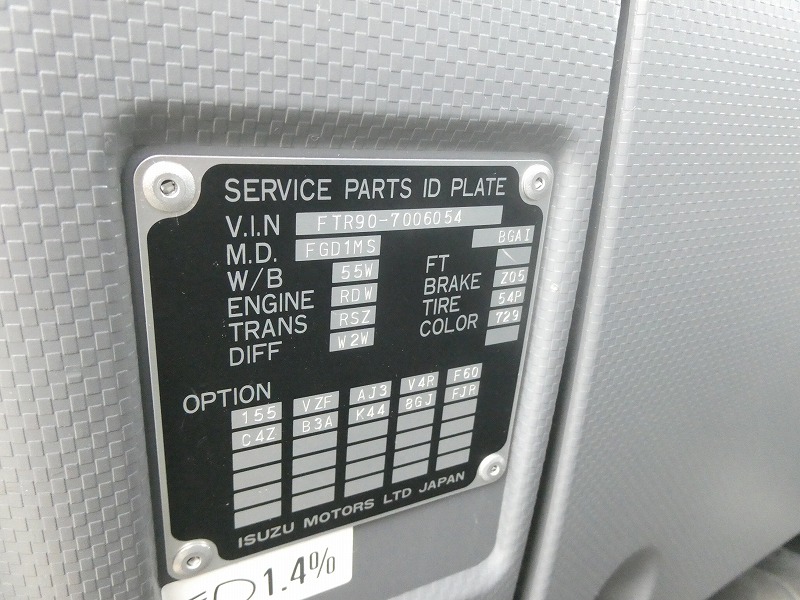 SERVICE PARTS ID PLATE
V.I.N FTR90-7006054
M.D. FGD1MS BGAI
W/B 55W FT
ENGINE RDW BRAKE Z05
TRANS RSZ TIRE 54P
DIFF W2W COLOR 729
OPTION
155 VZF AJ3 V4R F60
C4Z B3A K44 8GJ FJR
ISUZU MOTORS LTD JAPAN
1.4%